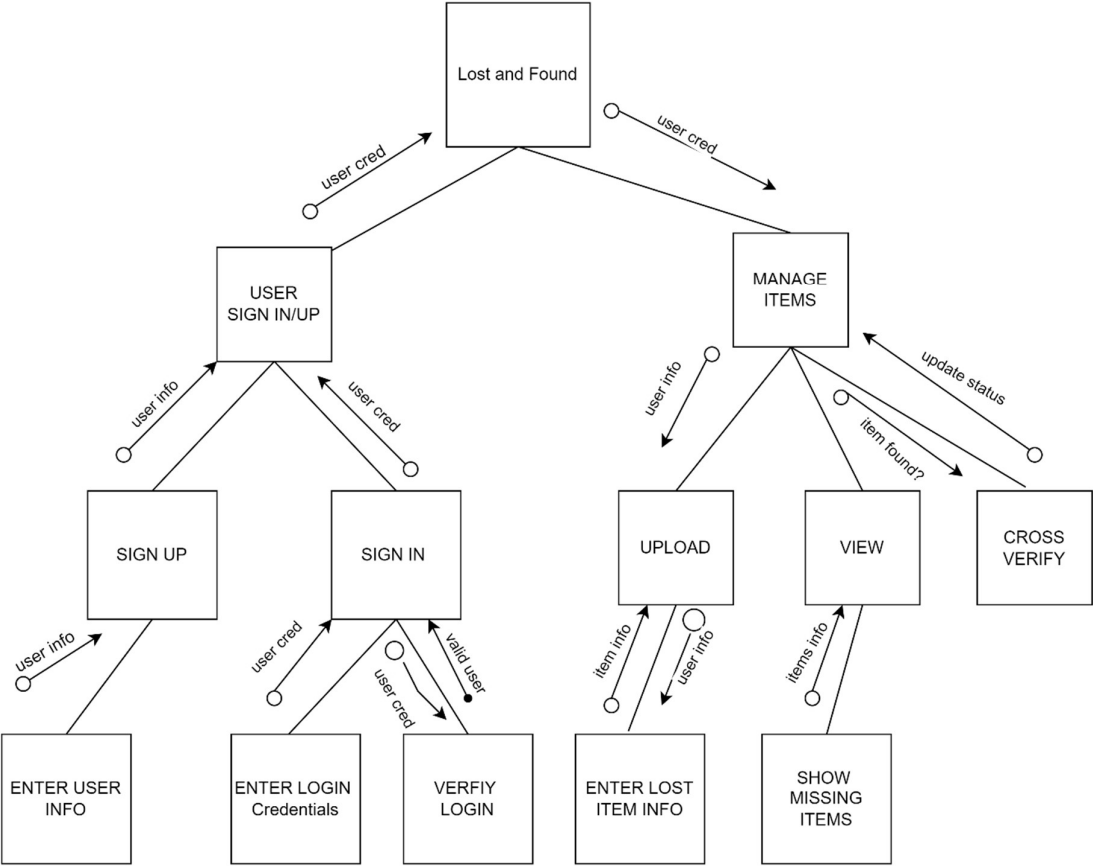 Lost and Found
user cred
user cred
USER
SIGN IN/UP
MANAGE
ITEMS
user info
user cred
user info
item found?
update status
SIGN UP
SIGN IN
UPLOAD
VIEW
CROSS
VERIFY
user info
user cred
user cred
valid user
item info
user info
items info
ENTER USER
INFO
ENTER LOGIN
Credentials
VERFIY
LOGIN
ENTER LOST
ITEM INFO
SHOW
MISSING
ITEMS